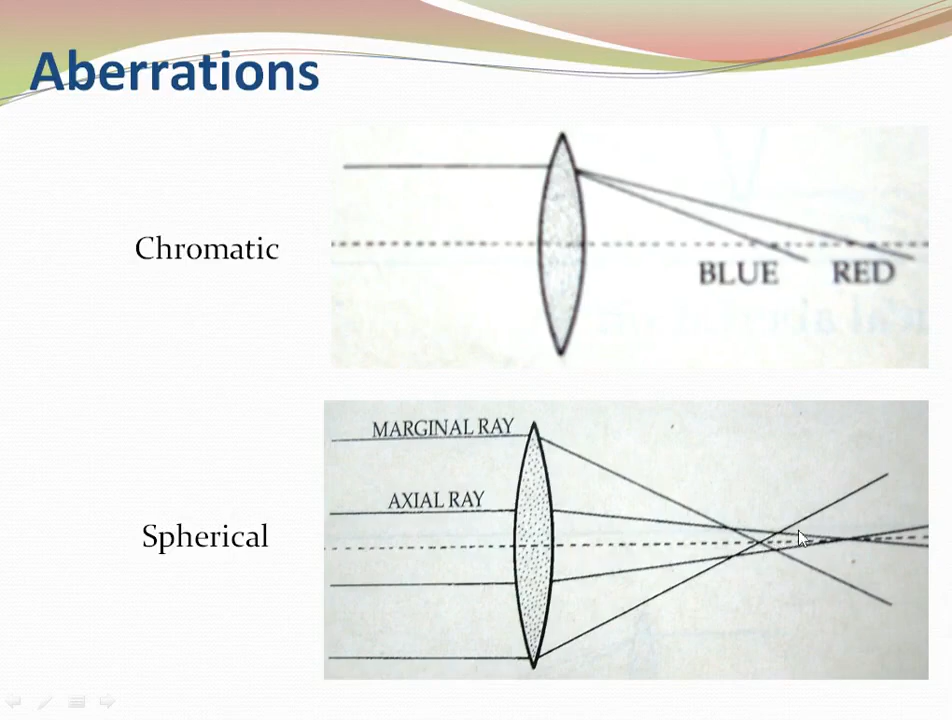 Aberrations
Chromatic
BLUE RED
MARGINAL RAY
AXIAL RAY
Spherical